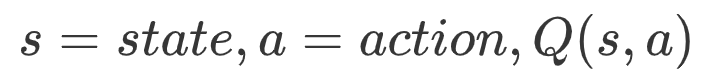 s = state, a = action, Q(s, a)